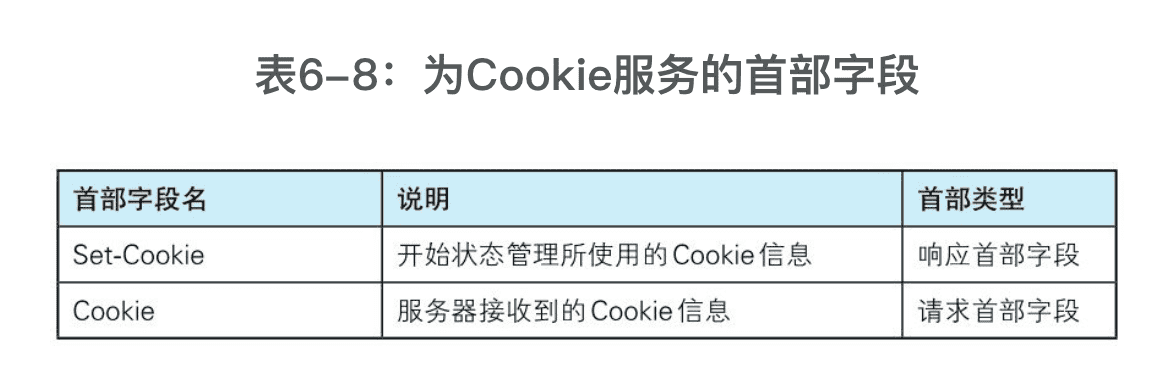 表6–8：为Cookie服务的首部字段
首部字段名 说明 首部类型
Set-Cookie 开始状态管理所使用的Cookie信息 响应首部字段
Cookie 服务器接收到的Cookie信息 请求首部字段